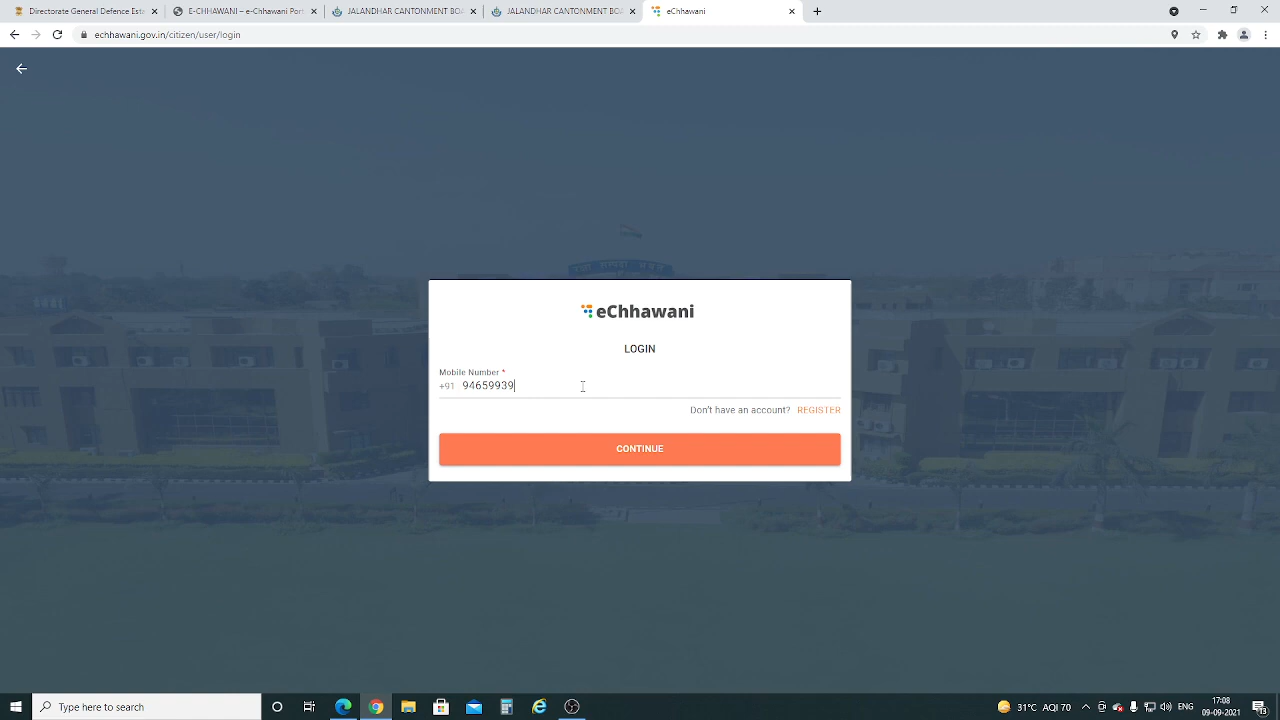 Directorate General Defence Esta
E-CHHAWANI – e-Chhawani Port
JALANDHAR CANTONMENT BOA
JALANDHAR CANTONMENT BOA
eChhawani
echhawani.gov.in/citizen/user/login
eChhawani
LOGIN
Mobile Number *
+91 94659939
Don't have an account? REGISTER
CONTINUE
Type here to search
31°C AQI 70
ENG
17:08
09-09-2021